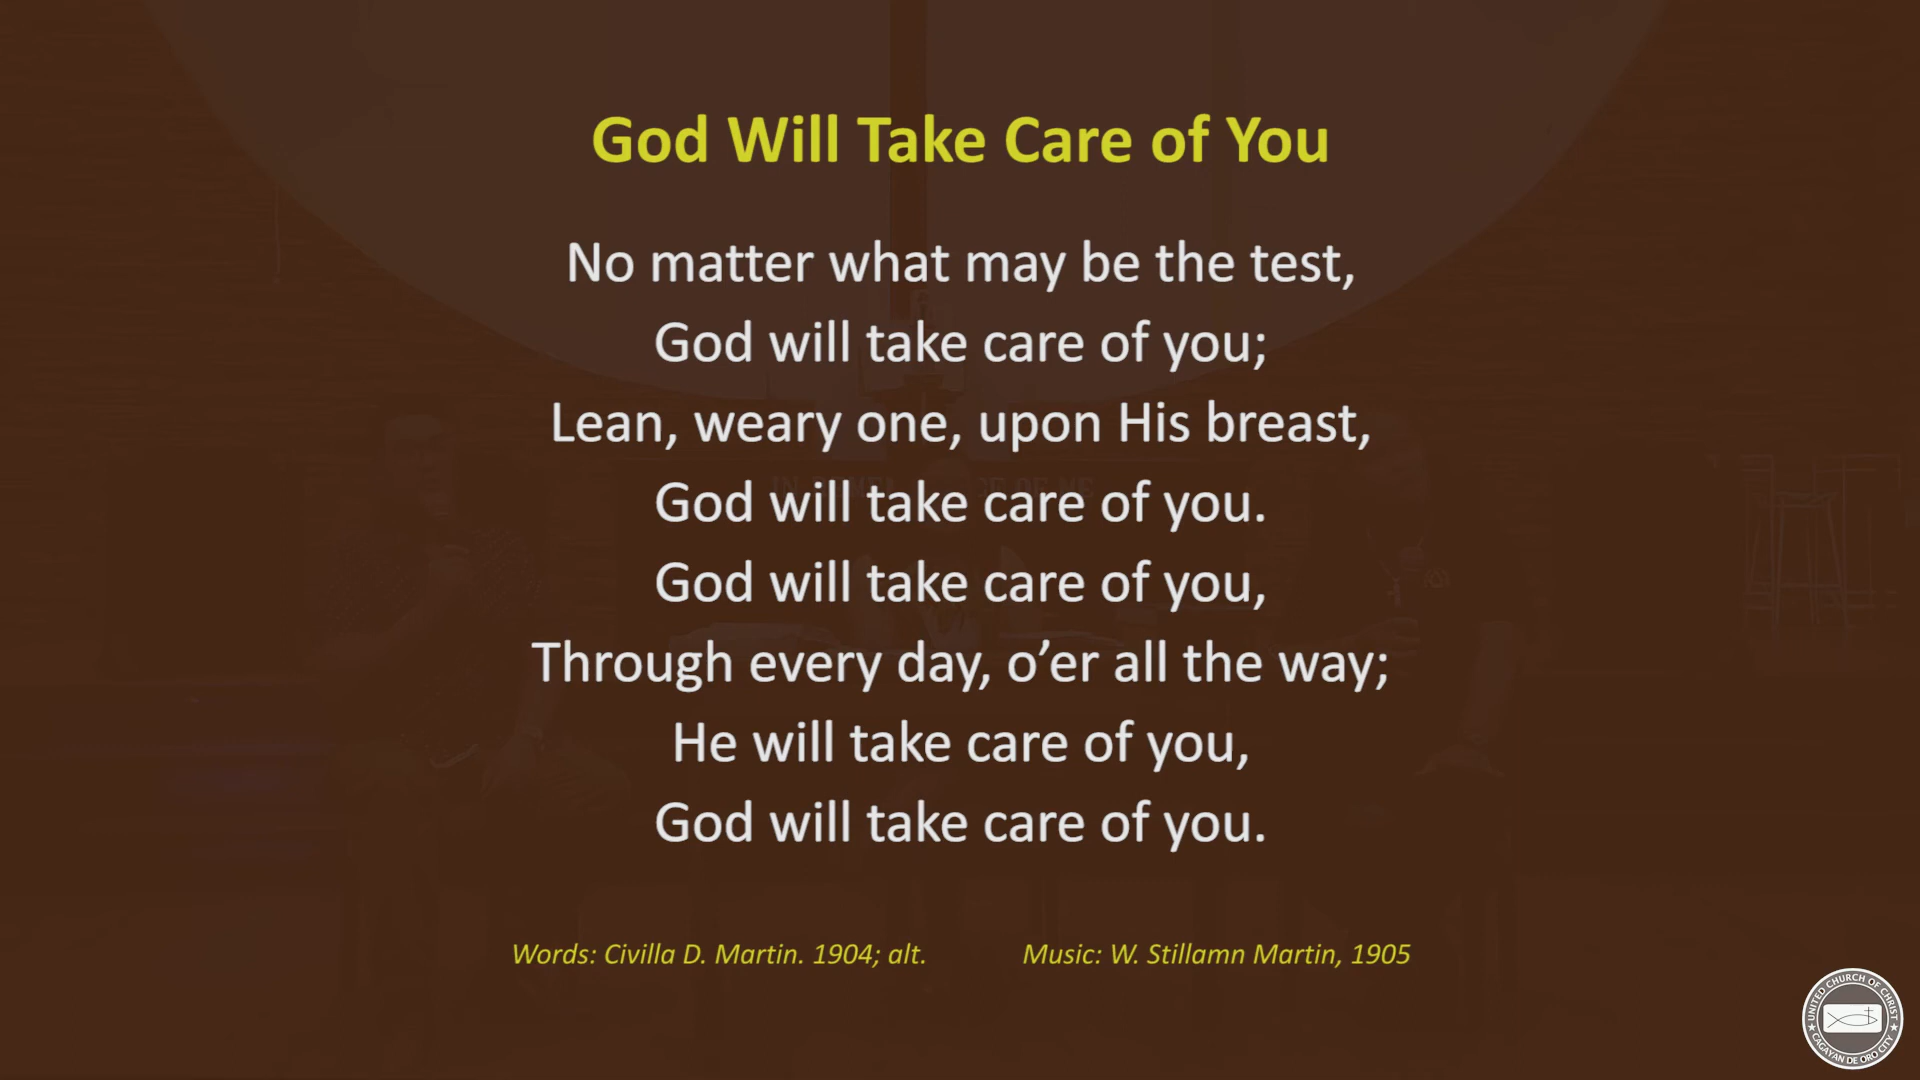 God Will Take Care of You
No matter what may be the test,
God will take care of you;
Lean, weary one, upon His breast,
God will take care of you.
God will take care of you,
Through every day, o’er all the way;
He will take care of you,
God will take care of you.
Words: Civilla D. Martin. 1904; alt. Music: W. Stillamn Martin, 1905
UNITED CHURCH OF CHRIST
CAGAYAN DE ORO CITY